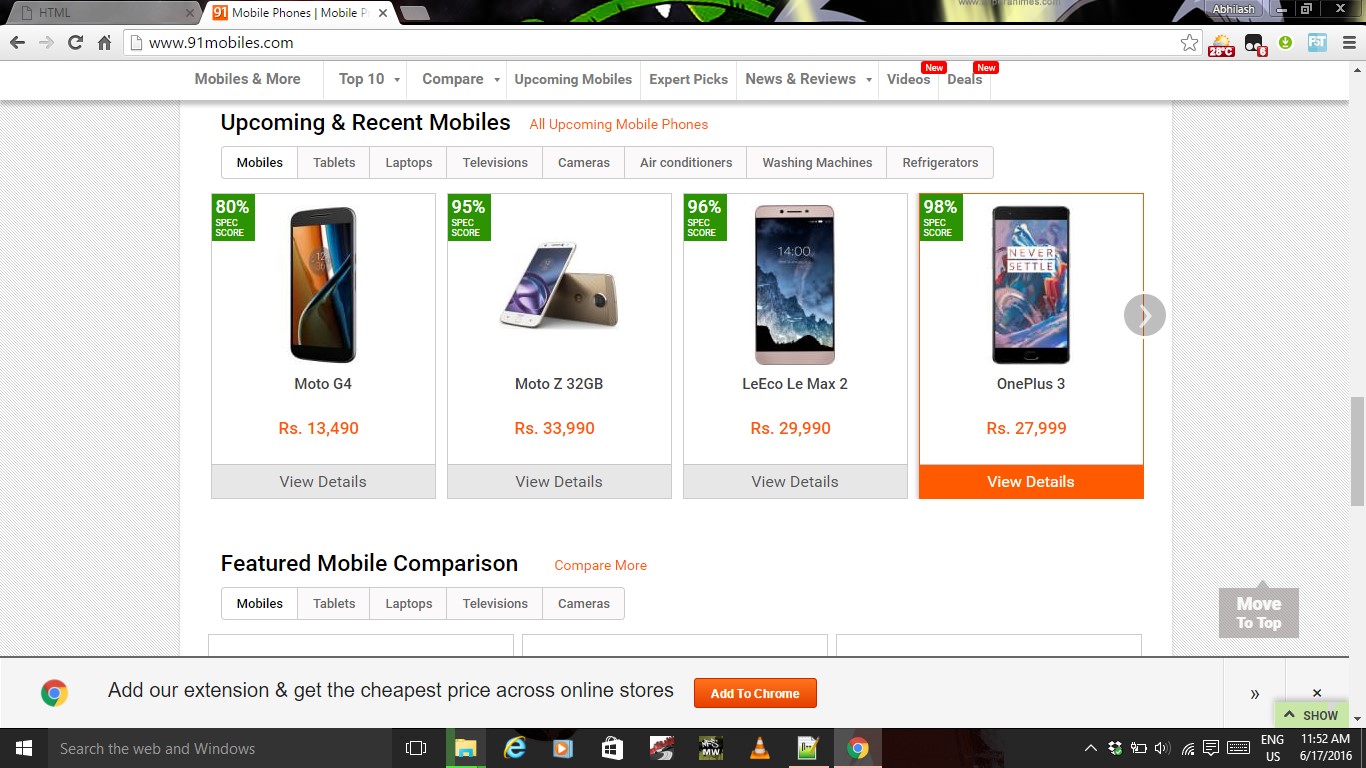 HTML
91 Mobile Phones | Mobile P
www.superanimes.com
Abhilash
www.91mobiles.com
28°C
6
Mobiles & More
Top 10
Compare
Upcoming Mobiles
Expert Picks
News & Reviews
Videos
New
Deals
New
Upcoming & Recent Mobiles
All Upcoming Mobile Phones
Mobiles
Tablets
Laptops
Televisions
Cameras
Air conditioners
Washing Machines
Refrigerators
80%
SPEC
SCORE
Moto G4
Rs. 13,490
View Details
95%
SPEC
SCORE
Moto Z 32GB
Rs. 33,990
View Details
96%
SPEC
SCORE
14:00
LeEco Le Max 2
Rs. 29,990
View Details
98%
SPEC
SCORE
NEVER
SETTLE
OnePlus 3
Rs. 27,999
View Details
Featured Mobile Comparison
Compare More
Mobiles
Tablets
Laptops
Televisions
Cameras
Move
To Top
Add our extension & get the cheapest price across online stores
Add To Chrome
»
×
SHOW
Search the web and Windows
MW
ENG
US
11:52 AM
6/17/2016